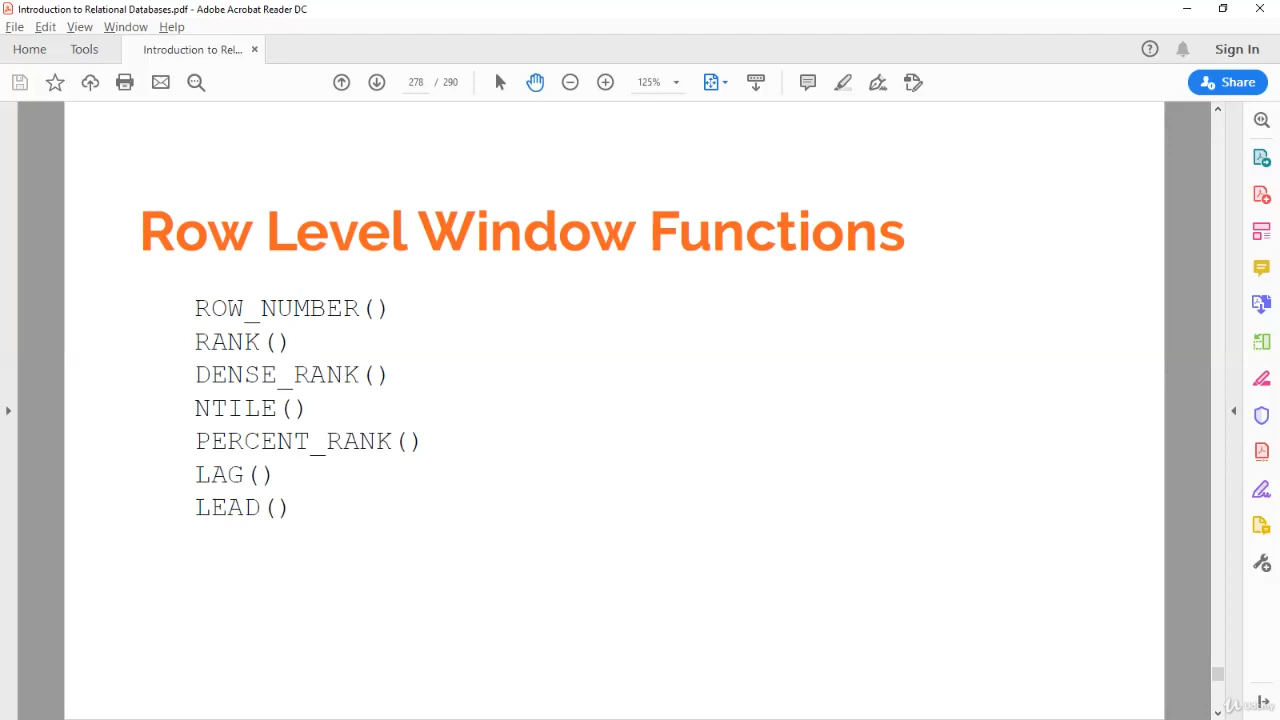 Introduction to Relational Databases.pdf - Adobe Acrobat Reader DC
File Edit View Window Help
Home Tools Introduction to Rel... × Sign In
278 / 290 125% Share
Row Level Window Functions
ROW_NUMBER()
RANK()
DENSE_RANK()
NTILE()
PERCENT_RANK()
LAG()
LEAD()
Udemy